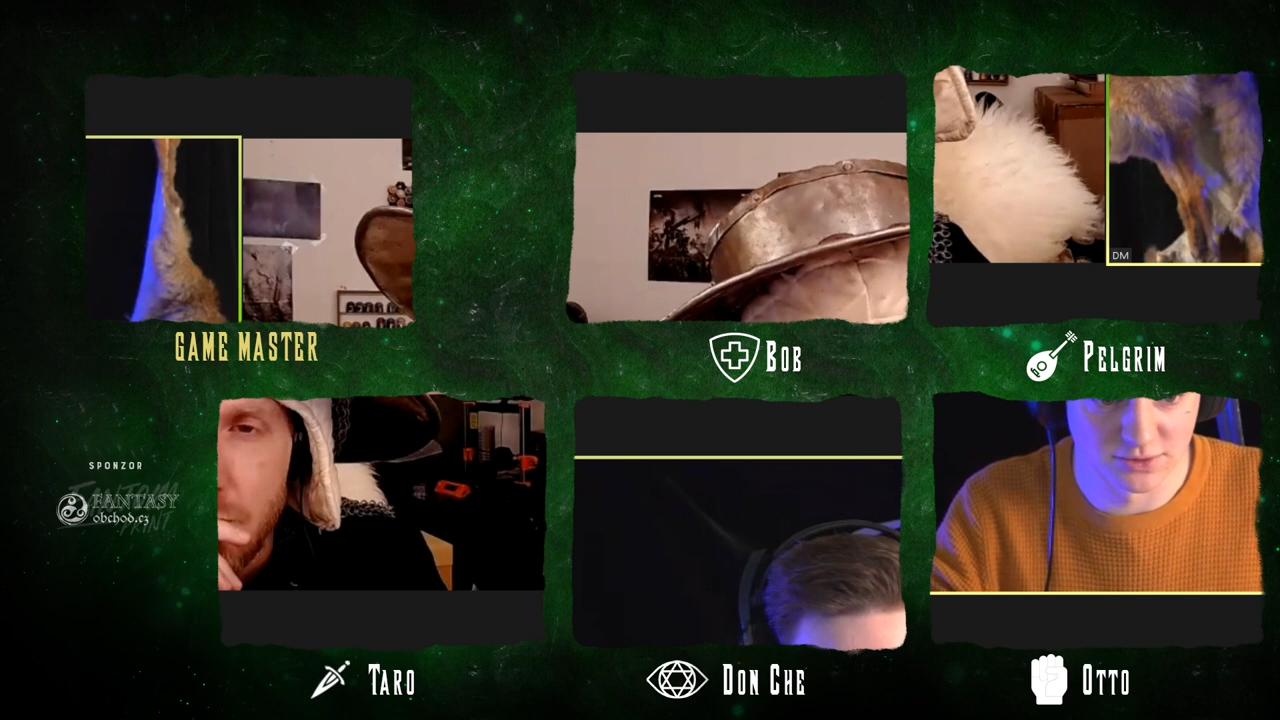 DM
GAME MASTER
BOB
PELGRIM
SPONZOR
FANTASY
obchod.cz
TARO
DON CHE
OTTO